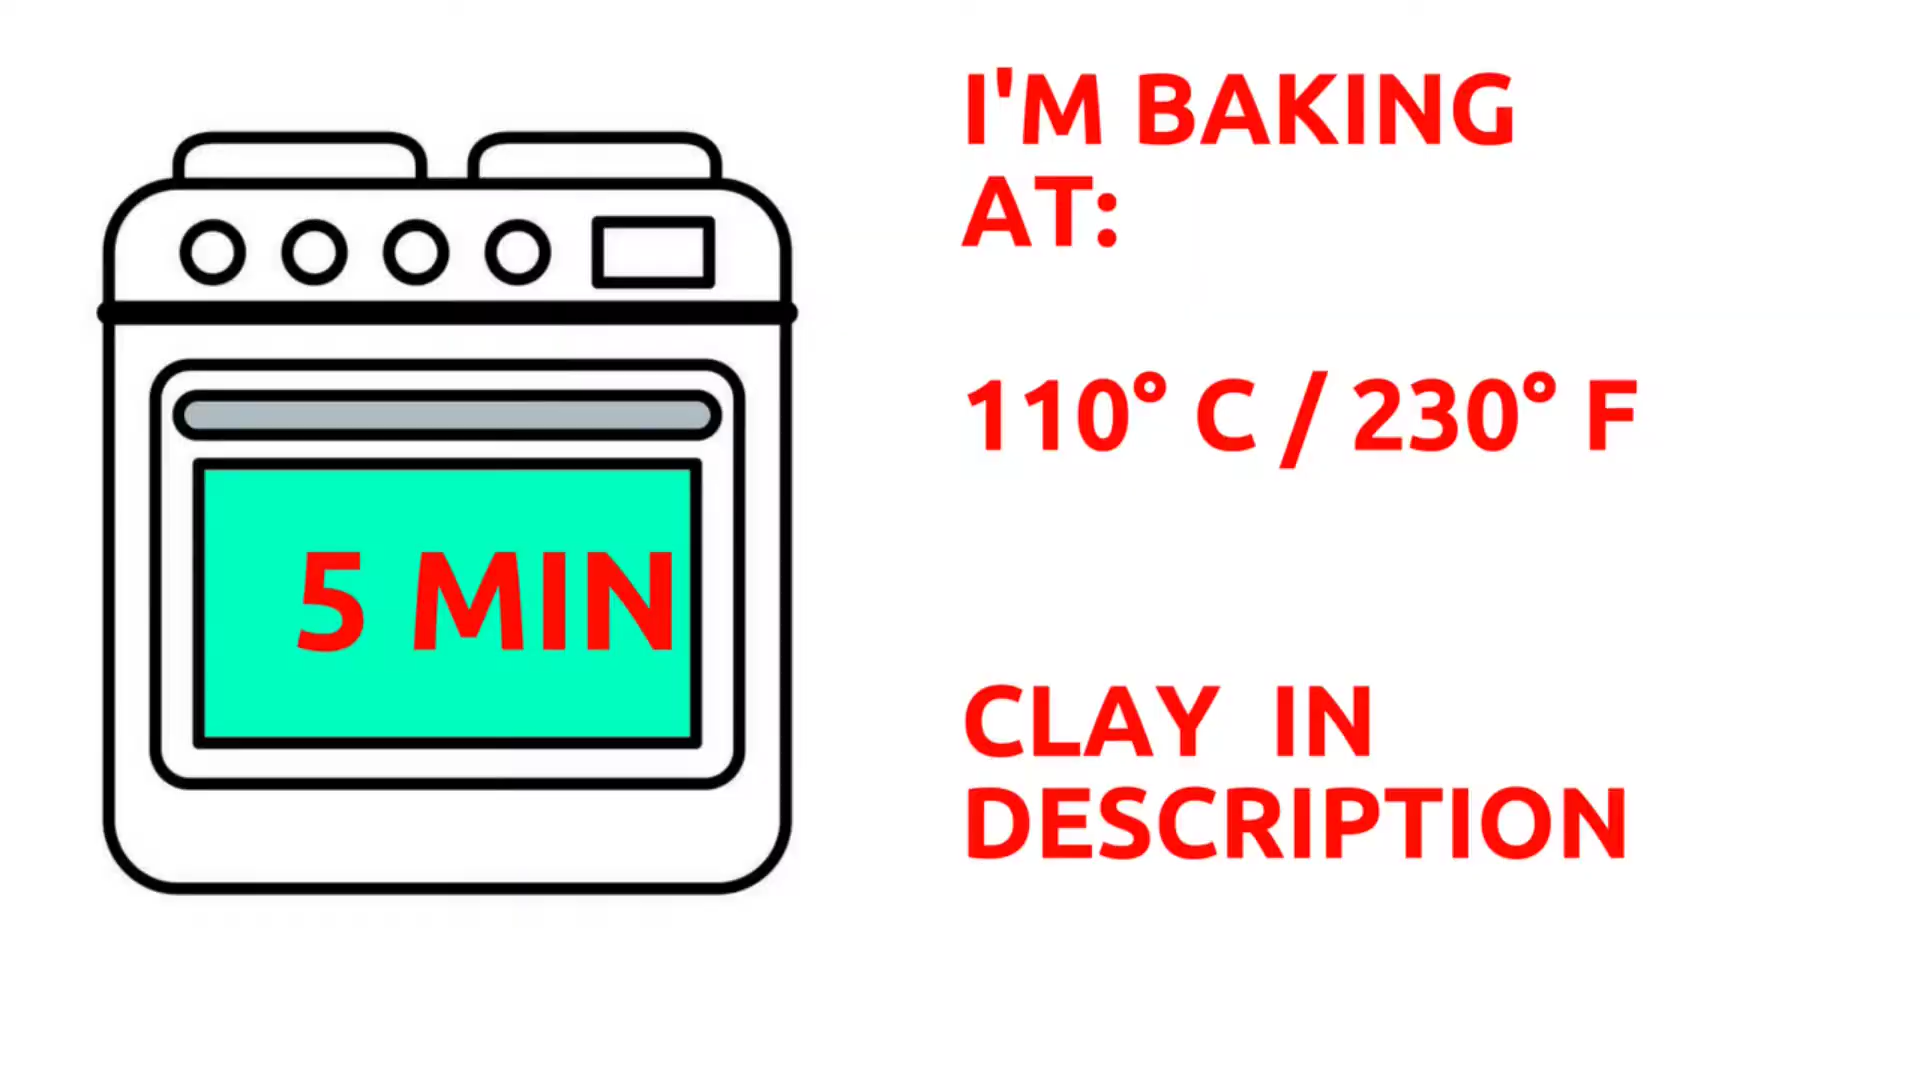 I'M BAKING
AT:
110° C / 230° F
5 MIN
CLAY IN
DESCRIPTION